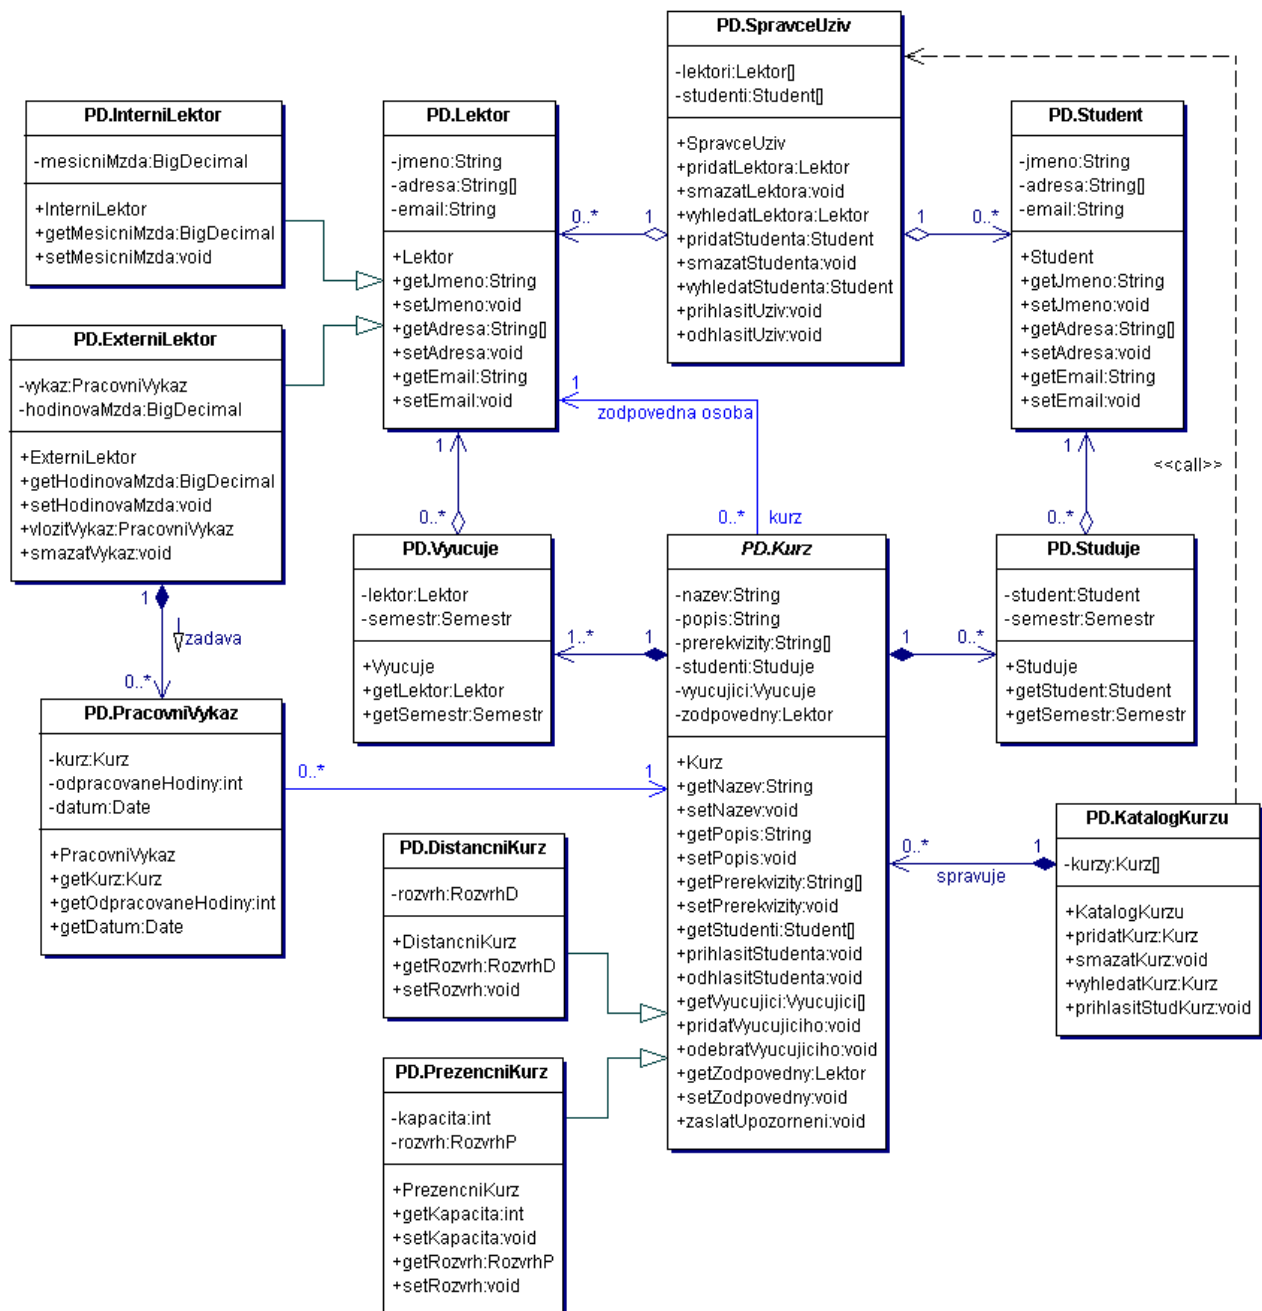 PD.SpravceUziv
-lektori:Lektor[]
-studenti:Student[]
+SpravceUziv
+pridatLektora:Lektor
+smazatLektora:void
+vyhledatLektora:Lektor
+pridatStudenta:Student
+smazatStudenta:void
+vyhledatStudenta:Student
+prihlasitUziv:void
+odhlasitUziv:void
PD.InterniLektor
-mesicniMzda:BigDecimal
+InterniLektor
+getMesicniMzda:BigDecimal
+setMesicniMzda:void
PD.Lektor
-jmeno:String
-adresa:String[]
-email:String
+Lektor
+getJmeno:String
+setJmeno:void
+getAdresa:String[]
+setAdresa:void
+getEmail:String
+setEmail:void
0..*
1
1
0..*
PD.Student
-jmeno:String
-adresa:String[]
-email:String
+Student
+getJmeno:String
+setJmeno:void
+getAdresa:String[]
+setAdresa:void
+getEmail:String
+setEmail:void
PD.ExterniLektor
-vykaz:PracovniVykaz
-hodinovaMzda:BigDecimal
+ExterniLektor
+getHodinovaMzda:BigDecimal
+setHodinovaMzda:void
+vlozitVykaz:PracovniVykaz
+smazatVykaz:void
1
zodpovedna osoba
1
1
<<call>>
0..*
0..*
kurz
0..*
PD.Vyucuje
-lektor:Lektor
-semestr:Semestr
+Vyucuje
+getLektor:Lektor
+getSemestr:Semestr
1..*
1
PD.Kurz
-nazev:String
-popis:String
-prerekvizity:String[]
-studenti:Studuje
-vyucujici:Vyucuje
-zodpovedny:Lektor
+Kurz
+getNazev:String
+setNazev:void
+getPopis:String
+setPopis:void
+getPrerekvizity:String[]
+setPrerekvizity:void
+getStudenti:Student[]
+prihlasitStudenta:void
+odhlasitStudenta:void
+getVyucujici:Vyucujici[]
+pridatVyucujiciho:void
+odebratVyucujiciho:void
+getZodpovedny:Lektor
+setZodpovedny:void
+zaslatUpozorneni:void
1
0..*
PD.Studuje
-student:Student
-semestr:Semestr
+Studuje
+getStudent:Student
+getSemestr:Semestr
1
zadava
0..*
PD.PracovniVykaz
-kurz:Kurz
-odpracovaneHodiny:int
-datum:Date
+PracovniVykaz
+getKurz:Kurz
+getOdpracovaneHodiny:int
+getDatum:Date
0..*
1
PD.DistancniKurz
-rozvrh:RozvrhD
+DistancniKurz
+getRozvrh:RozvrhD
+setRozvrh:void
0..*
1
spravuje
PD.KatalogKurzu
-kurzy:Kurz[]
+KatalogKurzu
+pridatKurz:Kurz
+smazatKurz:void
+vyhledatKurz:Kurz
+prihlasitStudKurz:void
PD.PrezencniKurz
-kapacita:int
-rozvrh:RozvrhP
+PrezencniKurz
+getKapacita:int
+setKapacita:void
+getRozvrh:RozvrhP
+setRozvrh:void